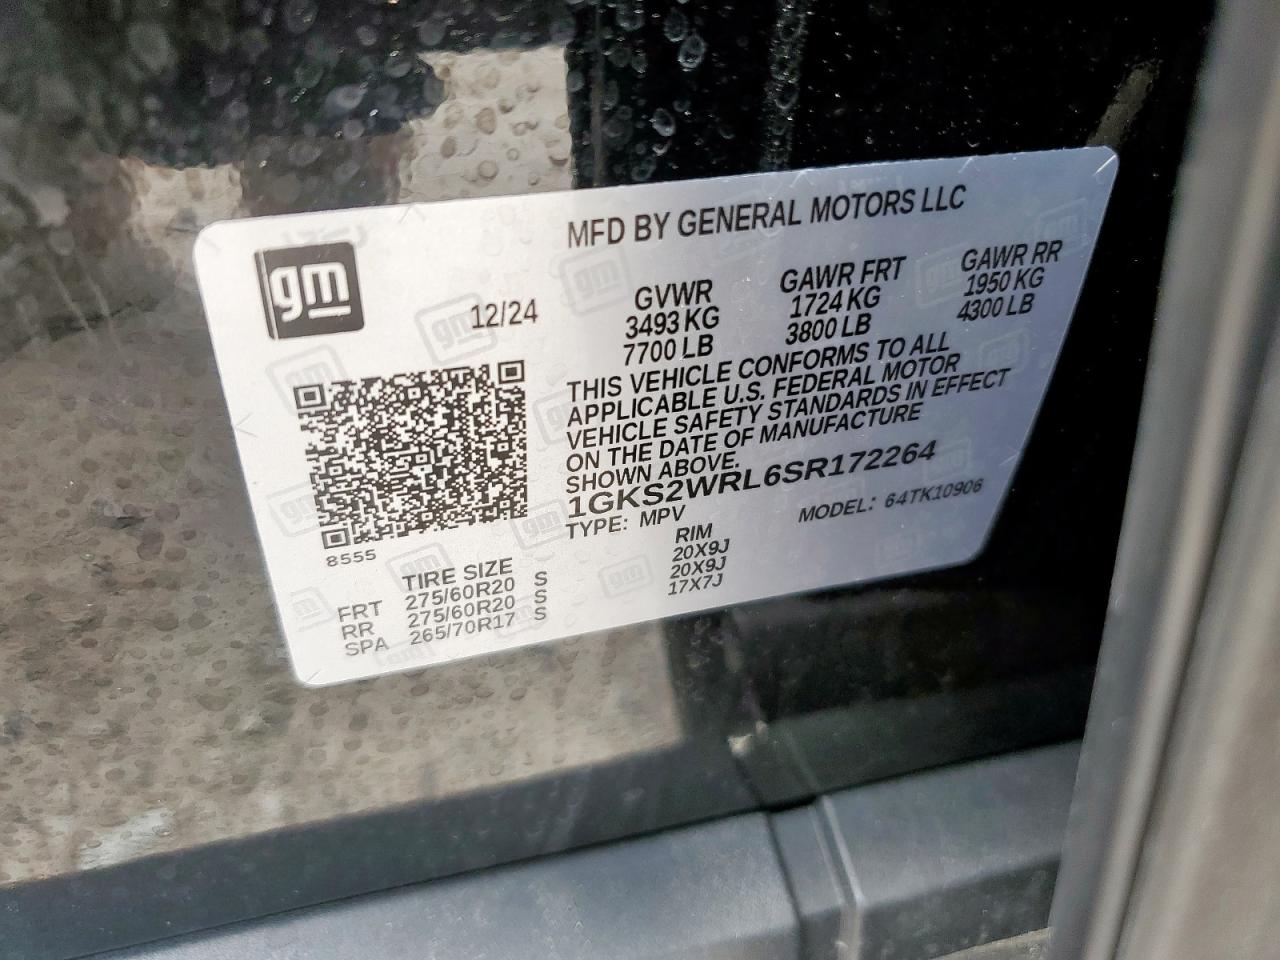 MFD BY GENERAL MOTORS LLC
gm
12/24
GVWR GAWR FRT GAWR RR
3493 KG 1724 KG 1950 KG
7700 LB 3800 LB 4300 LB
THIS VEHICLE CONFORMS TO ALL
APPLICABLE U.S. FEDERAL MOTOR
VEHICLE SAFETY STANDARDS IN EFFECT
ON THE DATE OF MANUFACTURE
SHOWN ABOVE.
1GKS2WRL6SR172264
TYPE: MPV MODEL: 64TK10906
8555
TIRE SIZE RIM
FRT 275/60R20 S 20X9J
RR 275/60R20 S 20X9J
SPA 265/70R17 S 17X7J